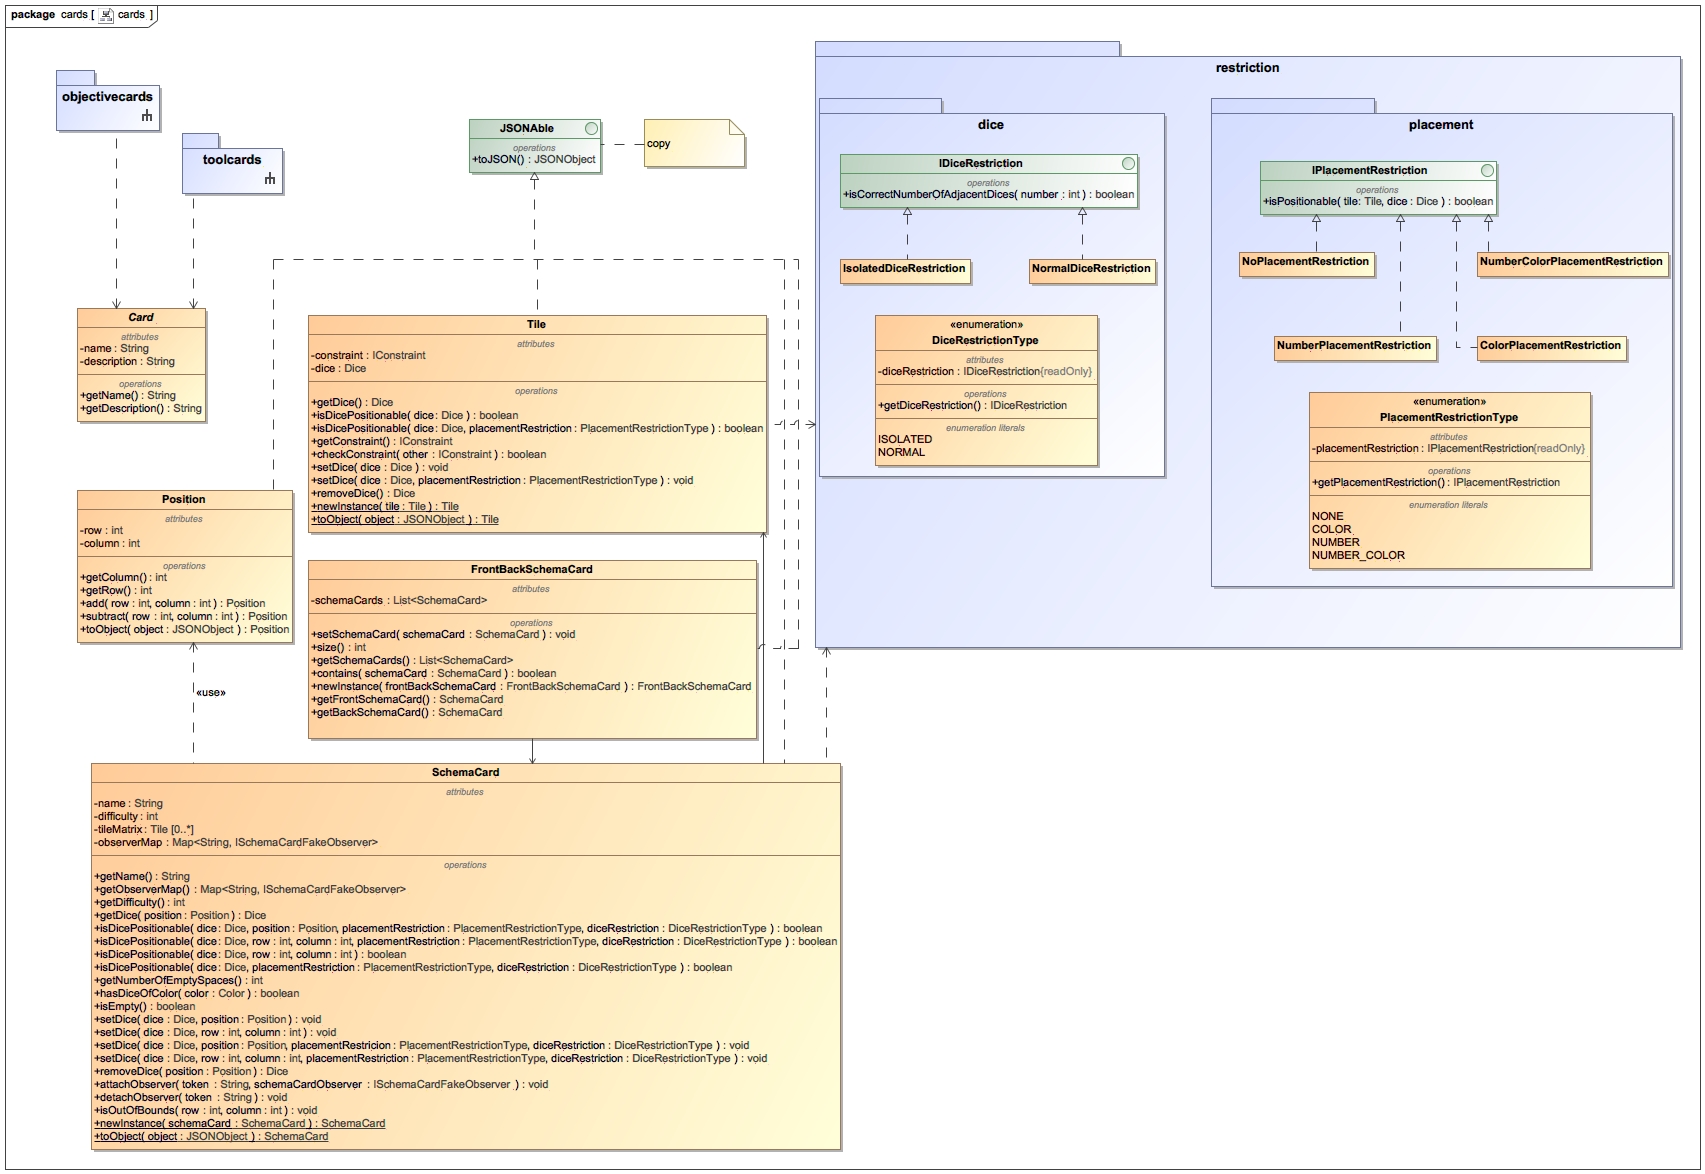 package cards [ cards ]
objectivecards
toolcards
JSONAble
operations
+toJSON() : JSONObject
copy
Card
attributes
-name : String
-description : String
operations
+getName() : String
+getDescription() : String
Tile
attributes
-constraint : IConstraint
-dice : Dice
operations
+getDice() : Dice
+isDicePositionable( dice : Dice ) : boolean
+isDicePositionable( dice : Dice, placementRestriction : PlacementRestrictionType ) : boolean
+getConstraint() : IConstraint
+checkConstraint( other : IConstraint ) : boolean
+setDice( dice : Dice ) : void
+setDice( dice : Dice, placementRestriction : PlacementRestrictionType ) : void
+removeDice() : Dice
+newInstance( tile : Tile ) : Tile
+toObject( object : JSONObject ) : Tile
Position
attributes
-row : int
-column : int
operations
+getColumn() : int
+getRow() : int
+add( row : int, column : int ) : Position
+subtract( row : int, column : int ) : Position
+toObject( object : JSONObject ) : Position
«use»
FrontBackSchemaCard
attributes
-schemaCards : List<SchemaCard>
operations
+setSchemaCard( schemaCard : SchemaCard ) : void
+size() : int
+getSchemaCards() : List<SchemaCard>
+contains( schemaCard : SchemaCard ) : boolean
+newInstance( frontBackSchemaCard : FrontBackSchemaCard ) : FrontBackSchemaCard
+getFrontSchemaCard() : SchemaCard
+getBackSchemaCard() : SchemaCard
SchemaCard
attributes
-name : String
-difficulty : int
-tileMatrix : Tile [0..*]
-observerMap : Map<String, ISchemaCardFakeObserver>
operations
+getName() : String
+getObserverMap() : Map<String, ISchemaCardFakeObserver>
+getDifficulty() : int
+getDice( position : Position ) : Dice
+isDicePositionable( dice : Dice, position : Position, placementRestriction : PlacementRestrictionType, diceRestriction : DiceRestrictionType ) : boolean
+isDicePositionable( dice : Dice, row : int, column : int, placementRestriction : PlacementRestrictionType, diceRestriction : DiceRestrictionType ) : boolean
+isDicePositionable( dice : Dice, row : int, column : int ) : boolean
+isDicePositionable( dice : Dice, placementRestriction : PlacementRestrictionType, diceRestriction : DiceRestrictionType ) : boolean
+getNumberOfEmptySpaces() : int
+hasDiceOfColor( color : Color ) : boolean
+isEmpty() : boolean
+setDice( dice : Dice, position : Position ) : void
+setDice( dice : Dice, row : int, column : int ) : void
+setDice( dice : Dice, position : Position, placementRestricion : PlacementRestrictionType, diceRestriction : DiceRestrictionType ) : void
+setDice( dice : Dice, row : int, column : int, placementRestriction : PlacementRestrictionType, diceRestriction : DiceRestrictionType ) : void
+removeDice( position : Position ) : Dice
+attachObserver( token : String, schemaCardObserver : ISchemaCardFakeObserver ) : void
+detachObserver( token : String ) : void
+isOutOfBounds( row : int, column : int ) : void
+newInstance( schemaCard : SchemaCard ) : SchemaCard
+toObject( object : JSONObject ) : SchemaCard
restriction
dice
IDiceRestriction
operations
+isCorrectNumberOfAdjacentDices( number : int ) : boolean
IsolatedDiceRestriction
NormalDiceRestriction
«enumeration»
DiceRestrictionType
attributes
-diceRestriction : IDiceRestriction{readOnly}
operations
+getDiceRestriction() : IDiceRestriction
enumeration literals
ISOLATED
NORMAL
placement
IPlacementRestriction
operations
+isPositionable( tile: Tile, dice : Dice ) : boolean
NoPlacementRestriction
NumberColorPlacementRestriction
NumberPlacementRestriction
ColorPlacementRestriction
«enumeration»
PlacementRestrictionType
attributes
-placementRestriction : IPlacementRestriction{readOnly}
operations
+getPlacementRestriction() : IPlacementRestriction
enumeration literals
NONE
COLOR
NUMBER
NUMBER_COLOR